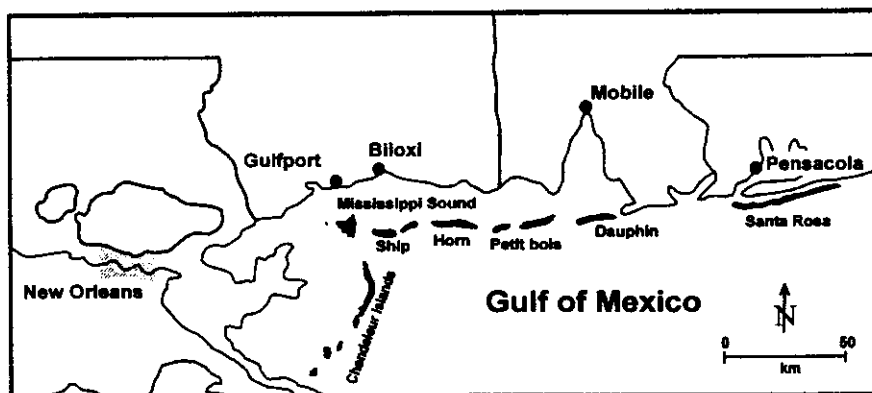 Mobile
Biloxi
Gulfport
Pensacola
Mississippi Sound
Santa Rosa
Dauphin
Horn
Petit bois
Ship
New Orleans
Gulf of Mexico
Chandeleur Islands
N
0 50
km